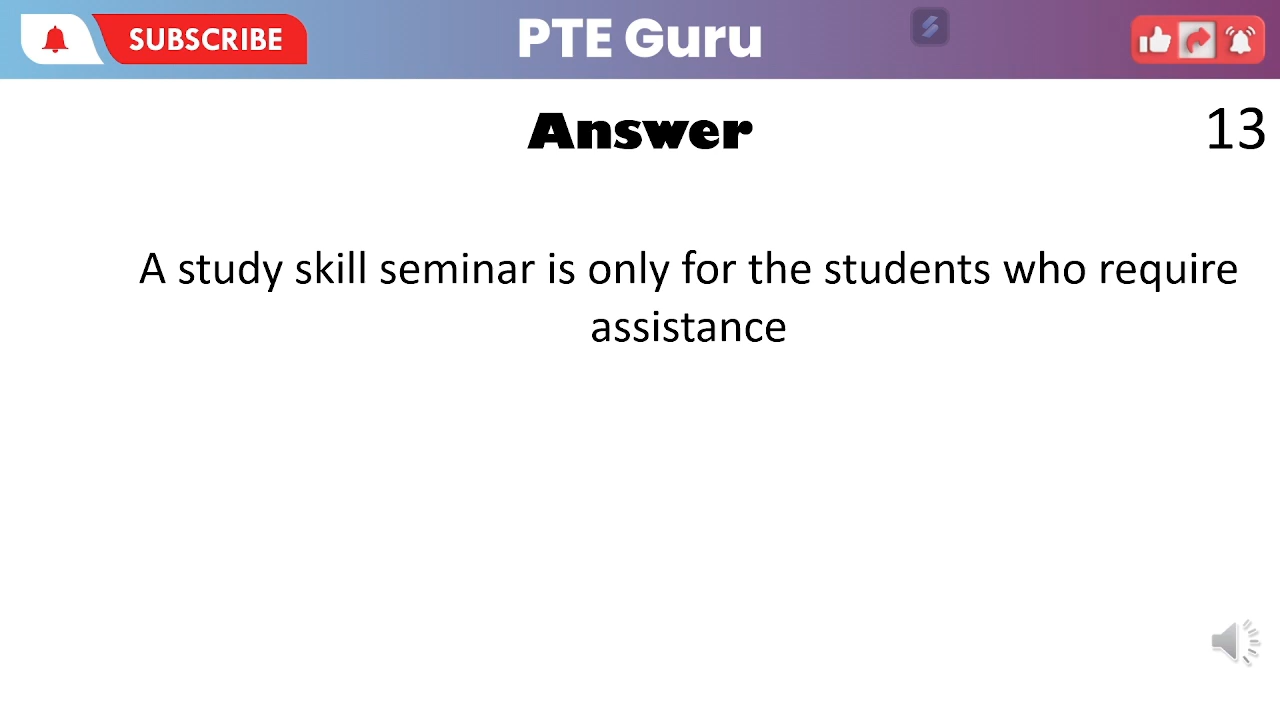 SUBSCRIBE
PTE Guru
Answer
13
A study skill seminar is only for the students who require
assistance